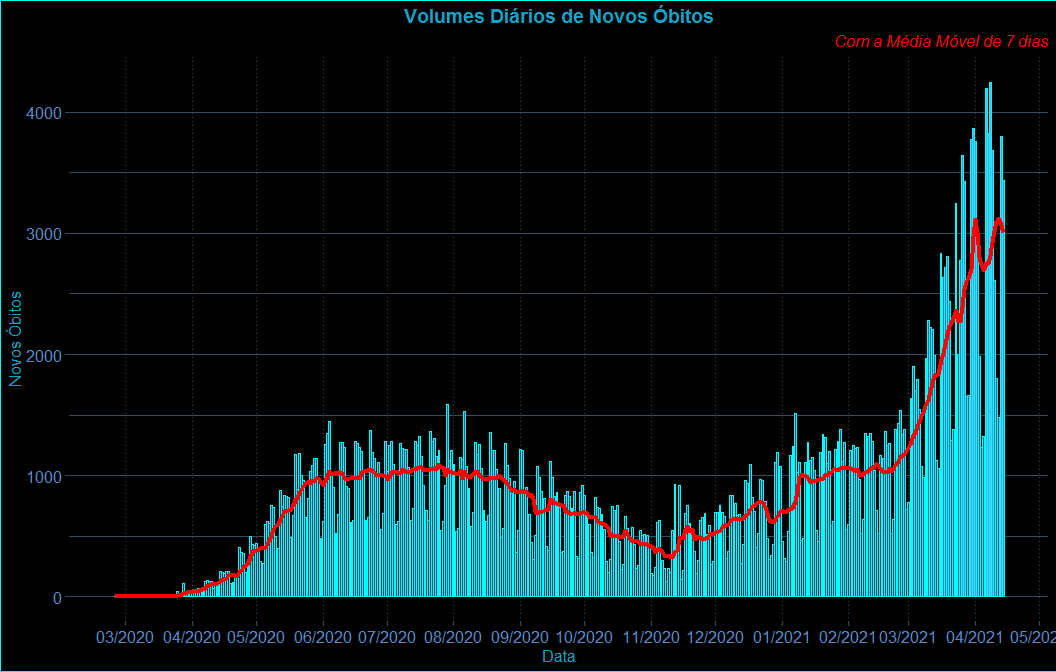 Volumes Diários de Novos Óbitos
Com a Média Móvel de 7 dias
Novos Óbitos
4000
3000
2000
1000
0
03/2020 04/2020 05/2020 06/2020 07/2020 08/2020 09/2020 10/2020 11/2020 12/2020 01/2021 02/2021 03/2021 04/2021 05/202
Data